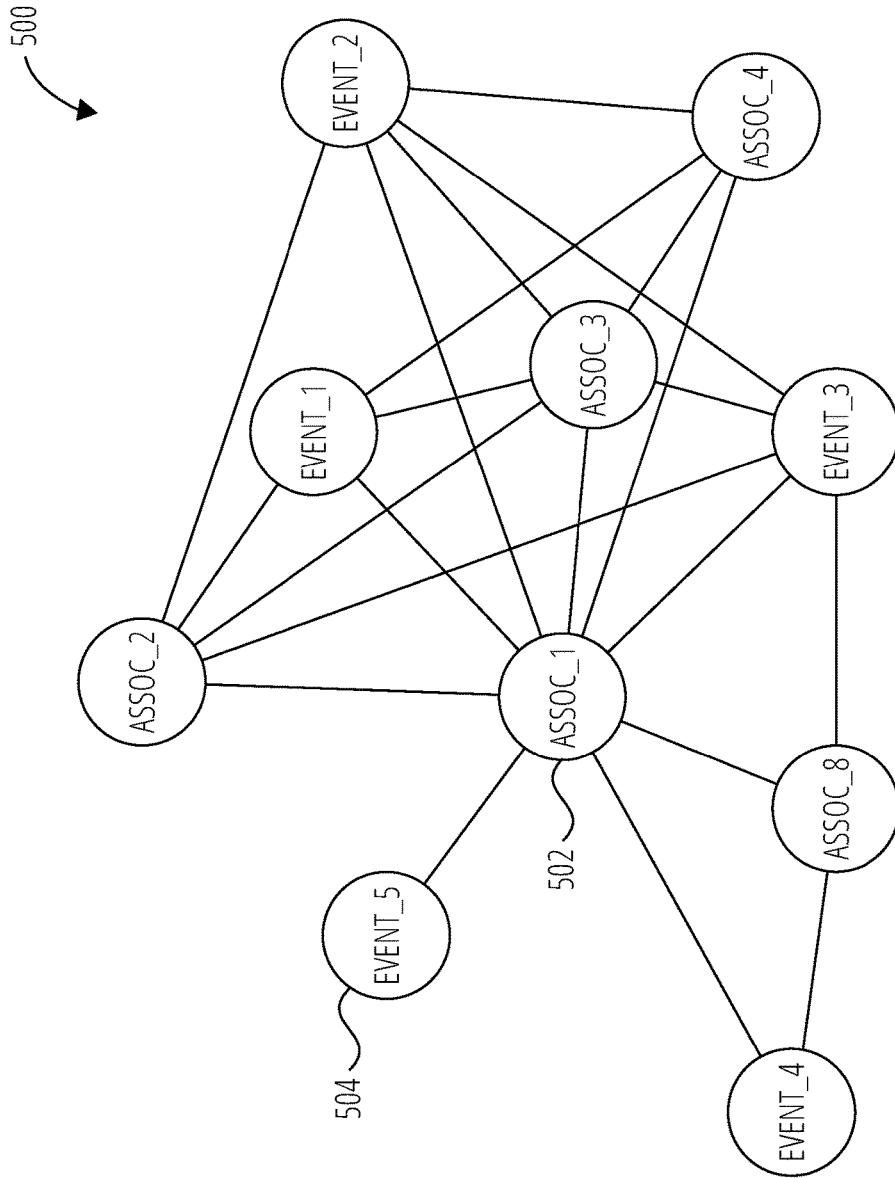 500
ASSOC_2
EVENT_1
EVENT_2
504
EVENT_5
502
ASSOC_1
ASSOC_3
ASSOC_4
EVENT_4
ASSOC_8
EVENT_3